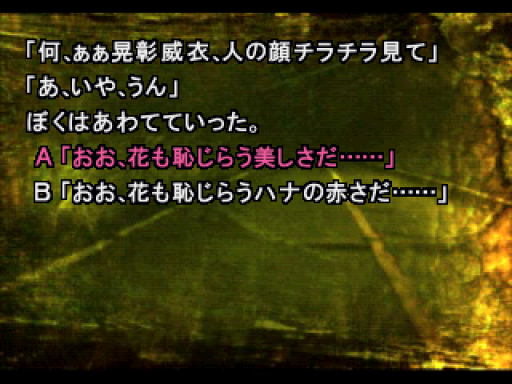 「何、ぁぁ晃彰威衣、人の顔チラチラ見て」
「あ、いや、うん」
ぼくはあわてていった。
A「おお、花も恥じらう美しさだ……」
B「おお、花も恥じらうハナの赤さだ……」